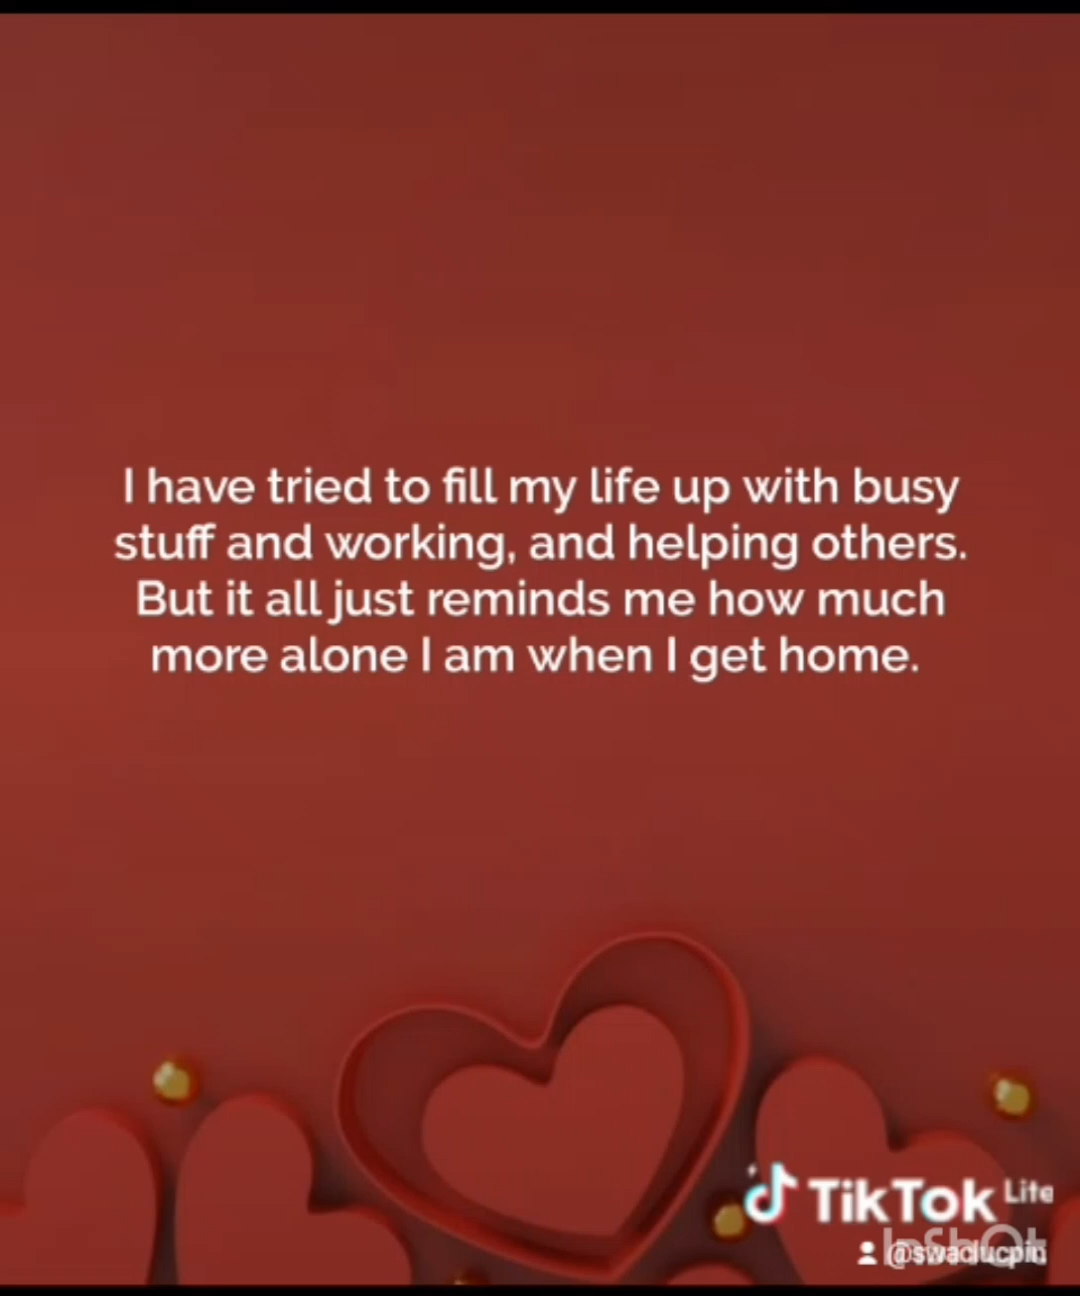 I have tried to fill my life up with busy
stuff and working, and helping others.
But it all just reminds me how much
more alone I am when I get home.
TikTok Lite